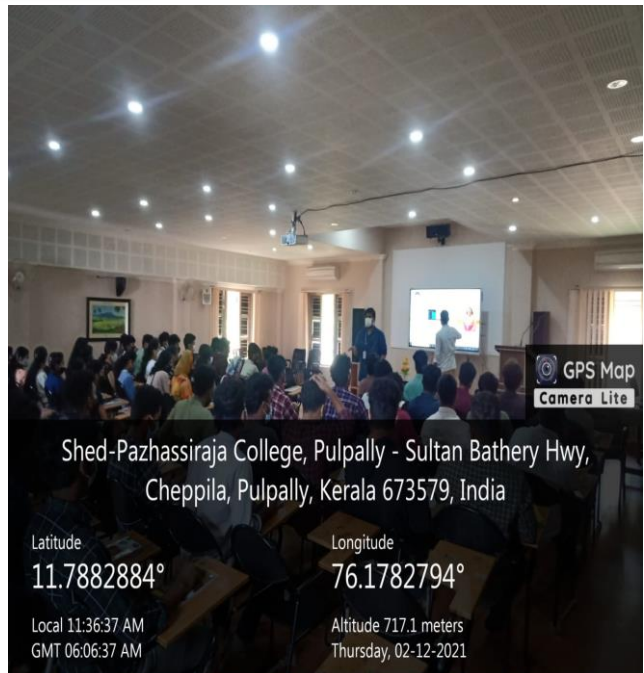 GPS Map
Camera Lite
Shed-Pazhassiraja College, Pulpally - Sultan Bathery Hwy,
Cheppila, Pulpally, Kerala 673579, India
Latitude
11.7882884°
Longitude
76.1782794°
Local 11:36:37 AM
GMT 06:06:37 AM
Altitude 717.1 meters
Thursday, 02-12-2021